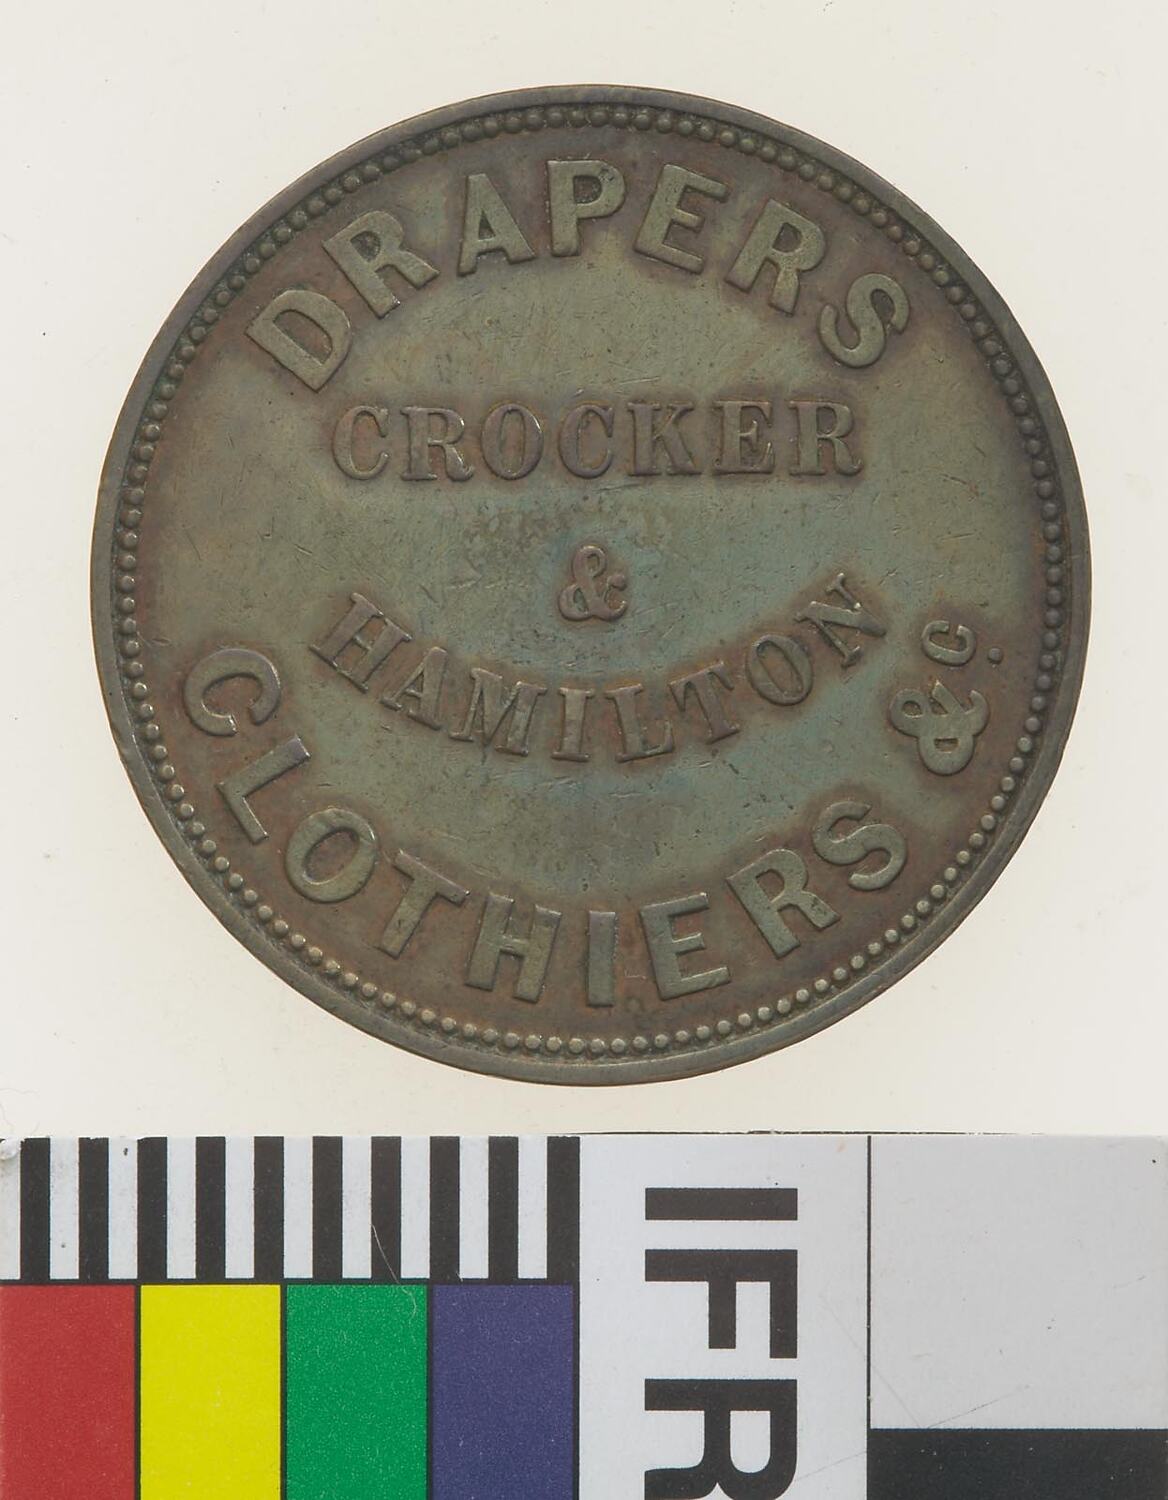 DRAPERS
CROCKER
&
HAMILTON
CLOTHIERS &c.
IFR